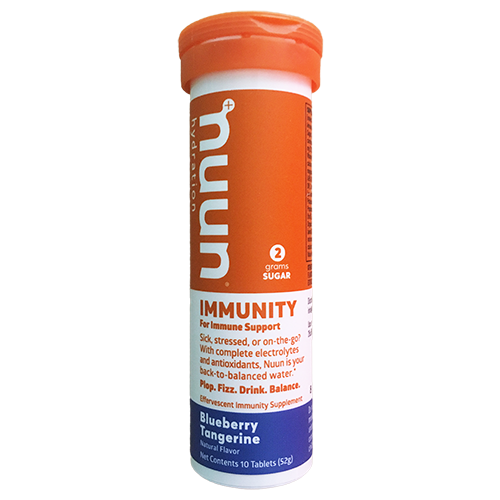 nuun+
hydration
2
grams
SUGAR
IMMUNITY
For Immune Support
Sick, stressed, or on-the-go?
With complete electrolytes
and antioxidants, Nuun is your
back-to-balanced water.*
Plop. Fizz. Drink. Balance.
Effervescent Immunity Supplement
Blueberry
Tangerine
Natural Flavor
Net Contents 10 Tablets (52g)